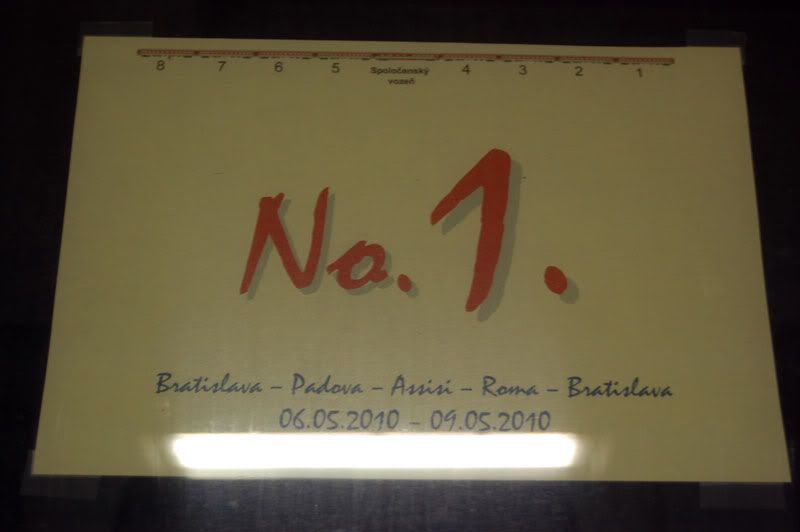 8 7 6 5 Spoločenský vozeň 4 3 2 1
No. 1.
Bratislava – Padova – Assisi – Roma – Bratislava
06.05.2010 – 09.05.2010